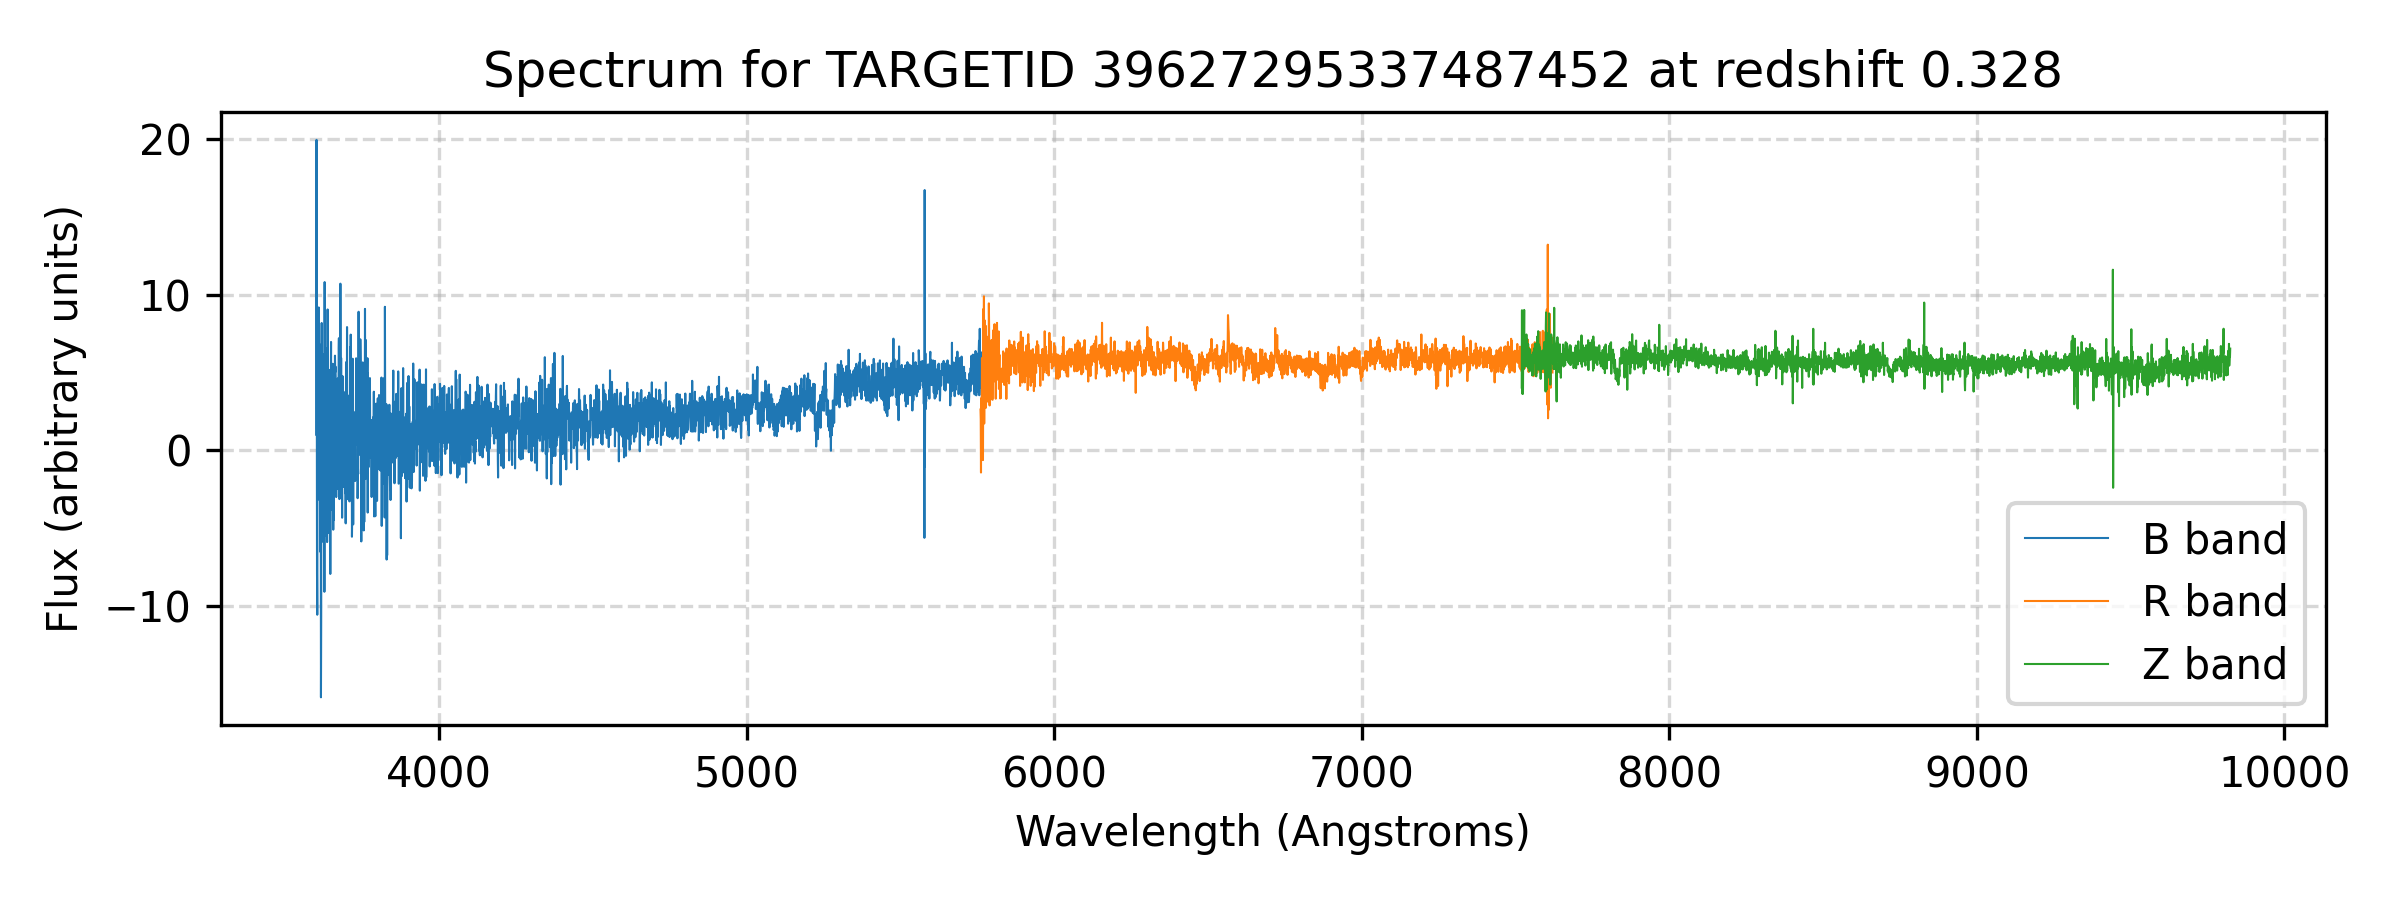 Spectrum for TARGETID 39627295337487452 at redshift 0.328
Flux (arbitrary units)
20
10
0
−10
4000 5000 6000 7000 8000 9000 10000
Wavelength (Angstroms)
B band
R band
Z band